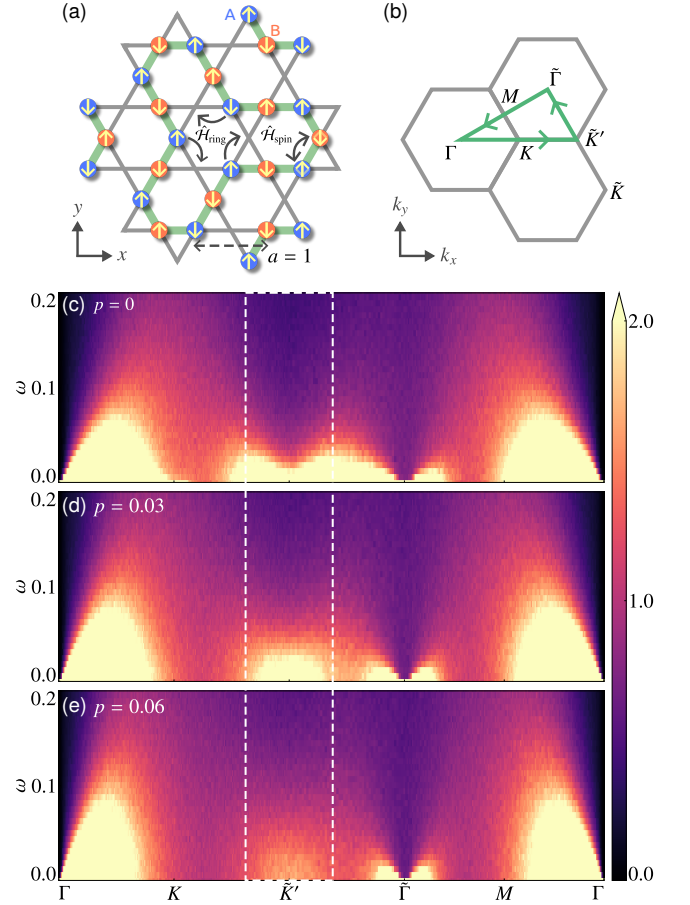 (a)
A
B
Ĥring
Ĥspin
y
x
a = 1
(b)
Γ̃
M
Γ
K
K̃′
K̃
ky
kx
(c) p = 0
0.2
ω 0.1
0.0
(d) p = 0.03
0.2
ω 0.1
0.0
(e) p = 0.06
0.2
ω 0.1
0.0
Γ K K̃′ Γ̃ M Γ
2.0
1.0
0.0